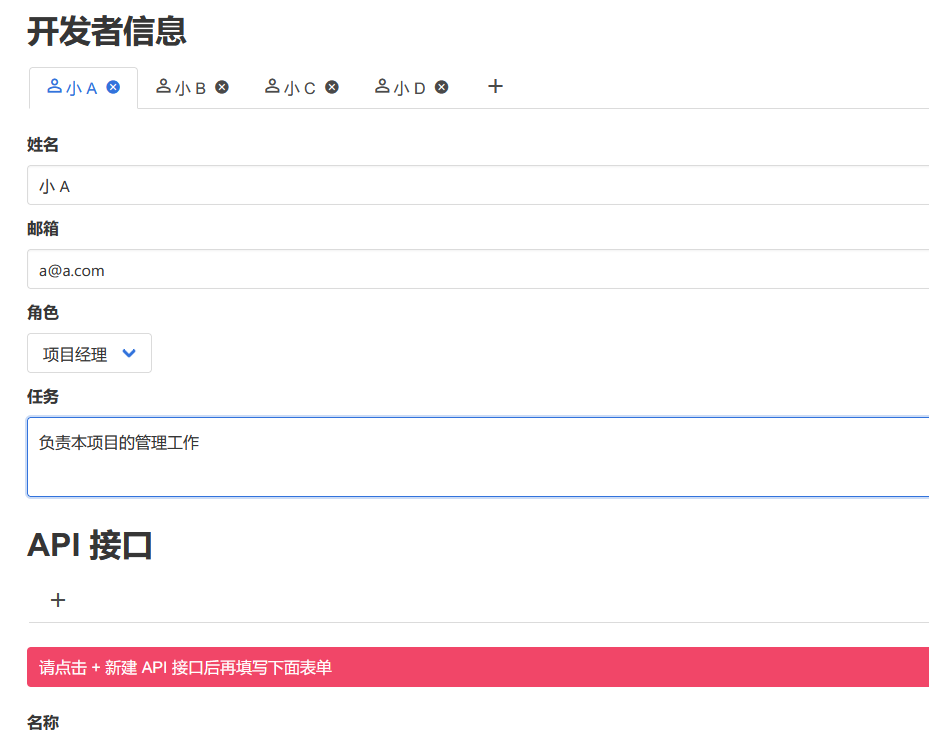 开发者信息
小 A 小 B 小 C 小 D +
姓名
小 A
邮箱
a@a.com
角色
项目经理
任务
负责本项目的管理工作
API 接口
+
请点击 + 新建 API 接口后再填写下面表单
名称